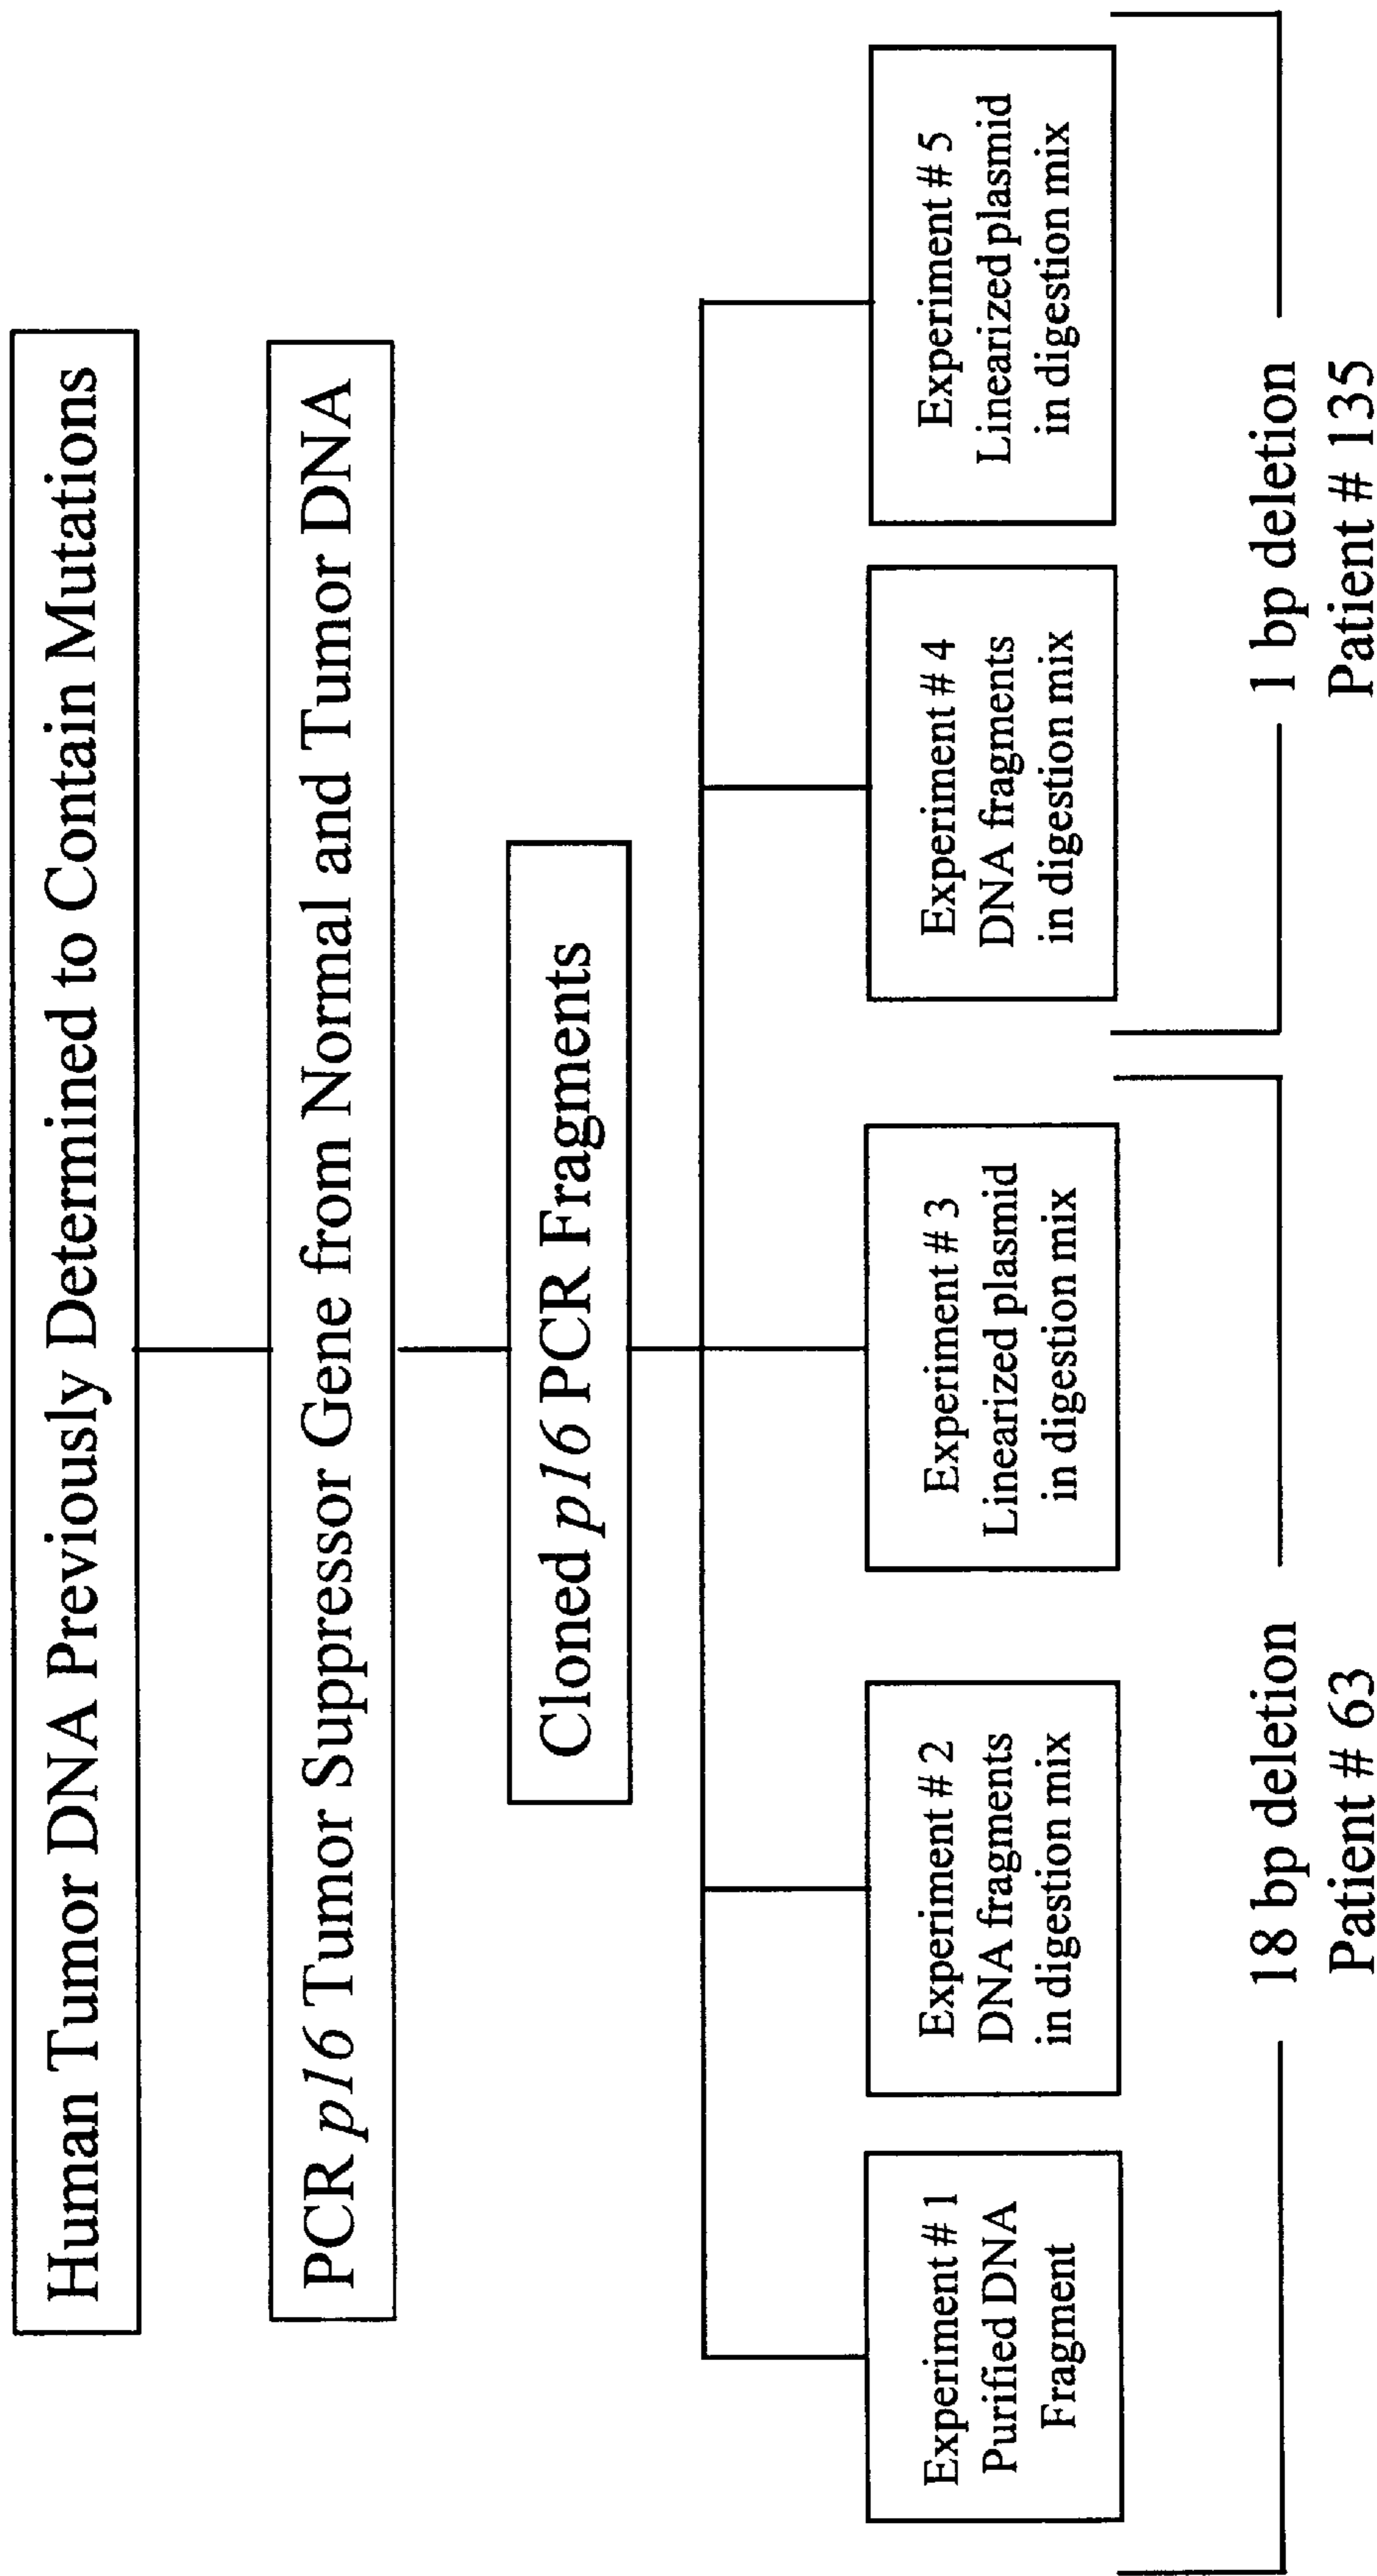 Human Tumor DNA Previously Determined to Contain Mutations
PCR p16 Tumor Suppressor Gene from Normal and Tumor DNA
Cloned p16 PCR Fragments
Experiment # 1
Purified DNA
Fragment
Experiment # 2
DNA fragments
in digestion mix
Experiment # 3
Linearized plasmid
in digestion mix
Experiment # 4
DNA fragments
in digestion mix
Experiment # 5
Linearized plasmid
in digestion mix
18 bp deletion
Patient # 63
1 bp deletion
Patient # 135